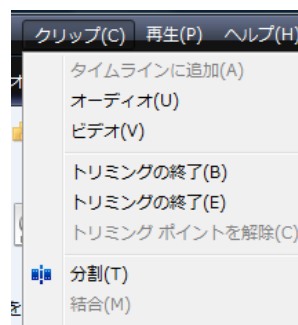 クリップ(C) 再生(P) ヘルプ(H)
タイムラインに追加(A)
オーディオ(U)
ビデオ(V)
トリミングの終了(B)
トリミングの終了(E)
トリミング ポイントを解除(C)
分割(T)
結合(M)
を